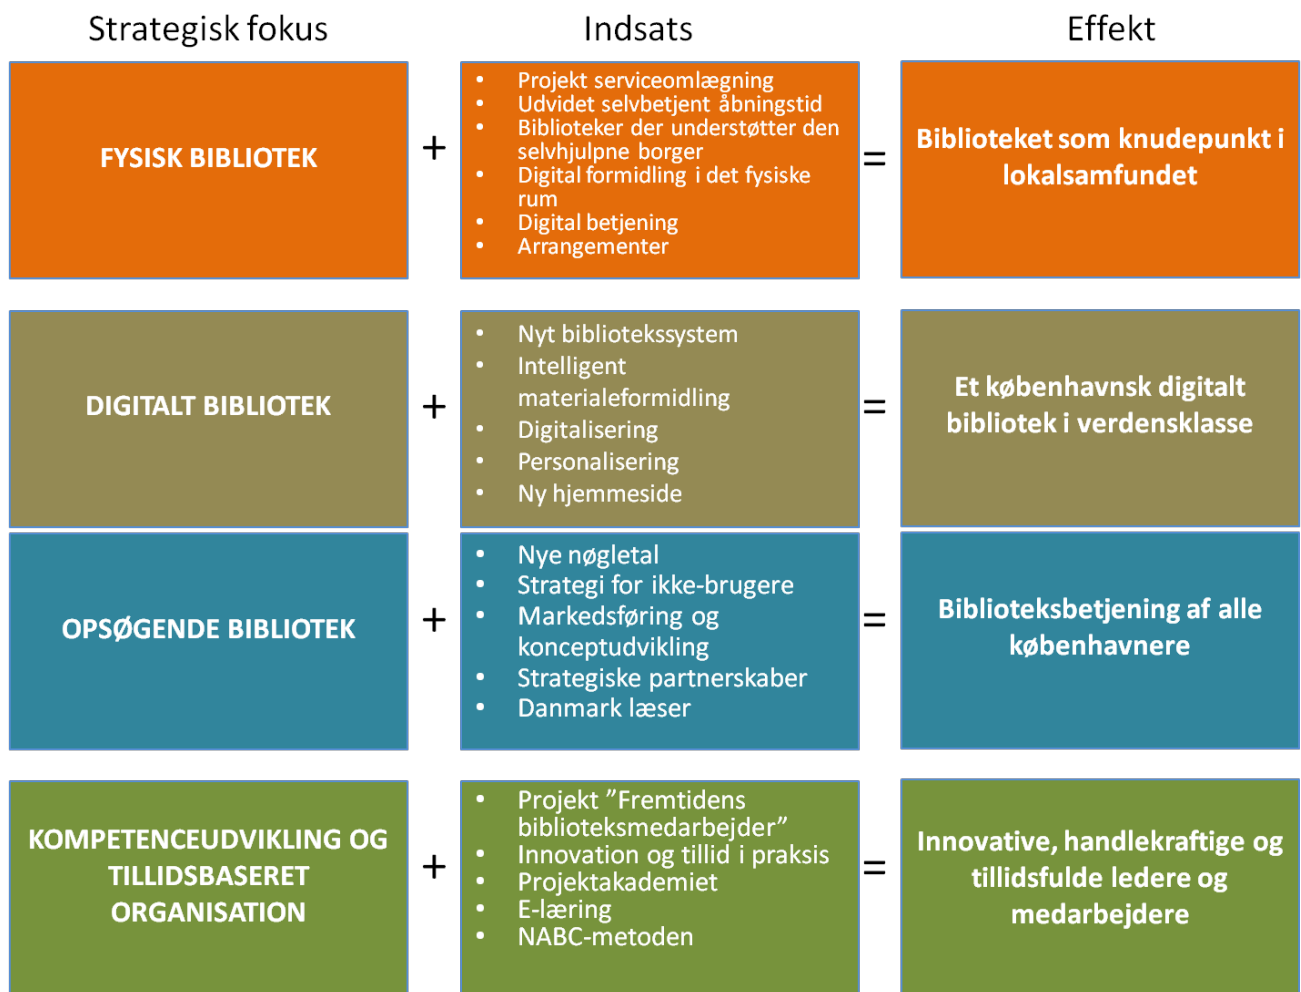 Strategisk fokus
Indsats
Effekt
FYSISK BIBLIOTEK
+
• Projekt serviceomlægning
• Udvidet selvbetjent åbningstid
• Biblioteker der understøtter den
selvhjulpne borger
• Digital formidling i det fysiske
rum
• Digital betjening
• Arrangementer
=
Biblioteket som knudepunkt i
lokalsamfundet
DIGITALT BIBLIOTEK
+
• Nyt bibliotekssystem
• Intelligent
materialeformidling
• Digitalisering
• Personalisering
• Ny hjemmeside
=
Et københavnsk digitalt
bibliotek i verdensklasse
OPSØGENDE BIBLIOTEK
+
• Nye nøgletal
• Strategi for ikke-brugere
• Markedsføring og
konceptudvikling
• Strategiske partnerskaber
• Danmark læser
=
Biblioteksbetjening af alle
københavnere
KOMPETENCEUDVIKLING OG
TILLIDSBASERET
ORGANISATION
+
• Projekt ”Fremtidens
biblioteksmedarbejder”
• Innovation og tillid i praksis
• Projektakademiet
• E-læring
• NABC-metoden
=
Innovative, handlekraftige og
tillidsfulde ledere og
medarbejdere